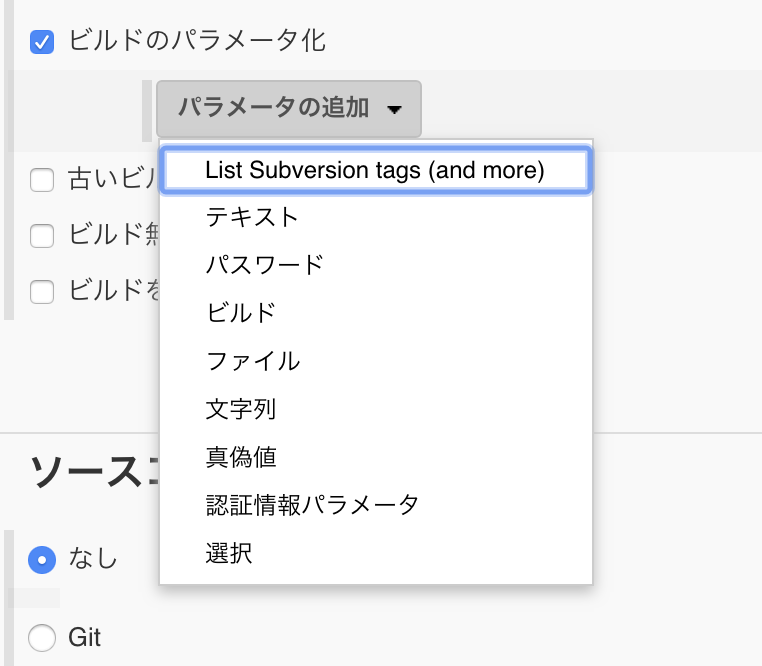 ビルドのパラメータ化
パラメータの追加
List Subversion tags (and more)
古いビル
テキスト
ビルド
パスワード
ビルドを
ビルド
ファイル
文字列
真偽値
ソース
認証情報パラメータ
選択
なし
Git